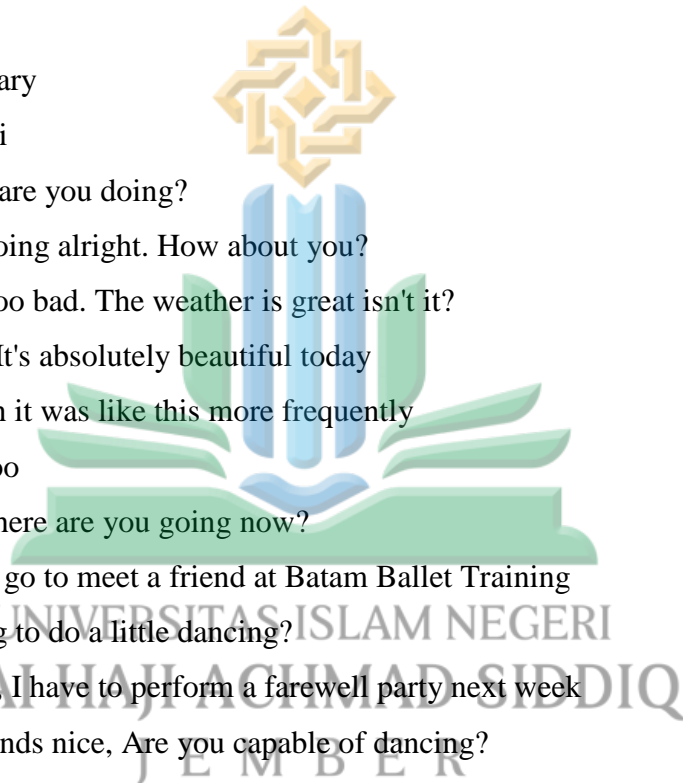 ary
i
are you doing?
oing alright. How about you?
oo bad. The weather is great isn't it?
It's absolutely beautiful today
it was like this more frequently
oo
here are you going now?
go to meet a friend at Batam Ballet Training
UNIVERSITAS ISLAM NEGERI
g to do a little dancing?
AI HAJI ACHMAD SIDDIQ
, I have to perform a farewell party next week
nds nice, Are you capable of dancing?
J E M B E R